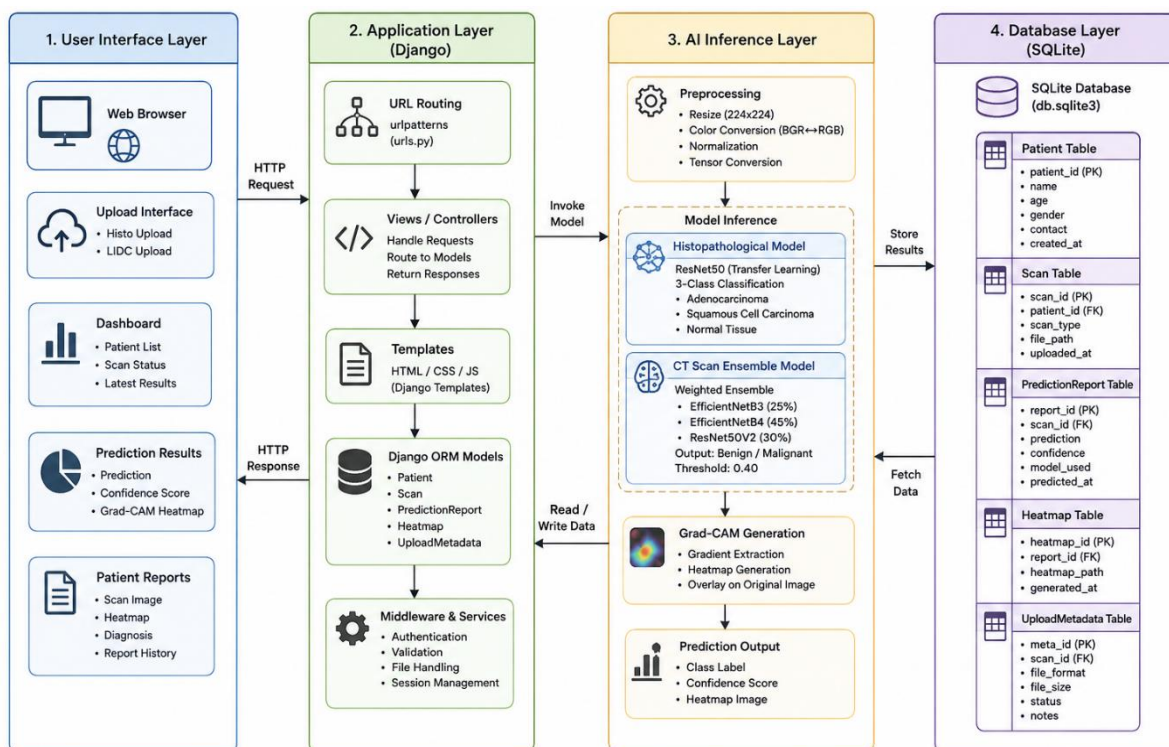 1. User Interface Layer
Web Browser
Upload Interface
• Histo Upload
• LIDC Upload
Dashboard
• Patient List
• Scan Status
• Latest Results
Prediction Results
• Prediction
• Confidence Score
• Grad-CAM Heatmap
Patient Reports
• Scan Image
• Heatmap
• Diagnosis
• Report History
HTTP
Request
HTTP
Response
2. Application Layer
(Django)
URL Routing
urlpatterns
(urls.py)
Views / Controllers
</>
Handle Requests
Route to Models
Return Responses
Templates
HTML / CSS / JS
(Django Templates)
Django ORM Models
• Patient
• Scan
• PredictionReport
• Heatmap
• UploadMetadata
Middleware & Services
• Authentication
• Validation
• File Handling
• Session Management
Invoke
Model
Read /
Write Data
3. AI Inference Layer
Preprocessing
• Resize (224x224)
• Color Conversion (BGR↔RGB)
• Normalization
• Tensor Conversion
Model Inference
Histopathological Model
ResNet50 (Transfer Learning)
3-Class Classification
• Adenocarcinoma
• Squamous Cell Carcinoma
• Normal Tissue
CT Scan Ensemble Model
Weighted Ensemble
• EfficientNetB3 (25%)
• EfficientNetB4 (45%)
• ResNet50V2 (30%)
Output: Benign / Malignant
Threshold: 0.40
Grad-CAM Generation
• Gradient Extraction
• Heatmap Generation
• Overlay on Original Image
Prediction Output
• Class Label
• Confidence Score
• Heatmap Image
Store
Results
Fetch
Data
4. Database Layer
(SQLite)
SQLite Database
(db.sqlite3)
Patient Table
• patient_id (PK)
• name
• age
• gender
• contact
• created_at
Scan Table
• scan_id (PK)
• patient_id (FK)
• scan_type
• file_path
• uploaded_at
PredictionReport Table
• report_id (PK)
• scan_id (FK)
• prediction
• confidence
• model_used
• predicted_at
Heatmap Table
• heatmap_id (PK)
• report_id (FK)
• heatmap_path
• generated_at
UploadMetadata Table
• meta_id (PK)
• scan_id (FK)
• file_format
• file_size
• status
• notes